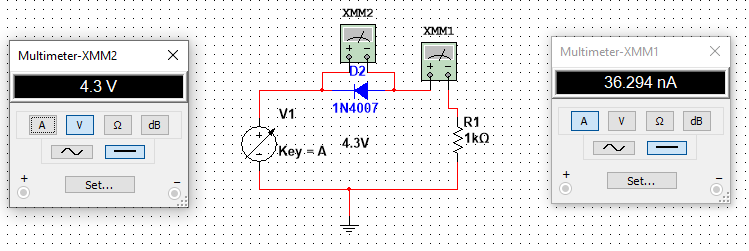 Multimeter-XMM2
4.3 V
A V Ω dB
+ Set... -
XMM2
+ -
D2
1N4007
XMM1
+ -
V1
+
-
Key = A
4.3V
R1
1kΩ
Multimeter-XMM1
36.294 nA
A V Ω dB
+ Set... -